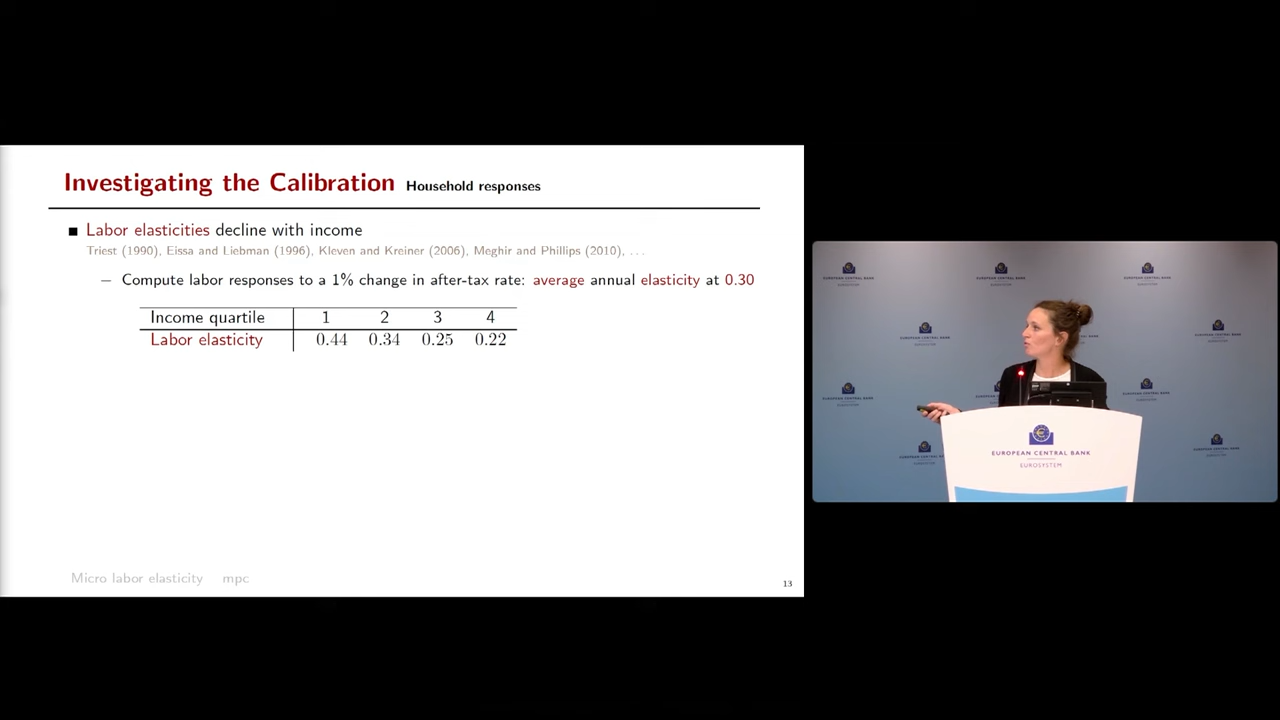 Investigating the Calibration Household responses
■ Labor elasticities decline with income
Triest (1990), Eissa and Liebman (1996), Kleven and Kreiner (2006), Meghir and Phillips (2010), ...
– Compute labor responses to a 1% change in after-tax rate: average annual elasticity at 0.30
Income quartile 1 2 3 4
Labor elasticity 0.44 0.34 0.25 0.22
Micro labor elasticity mpc
13
EUROPEAN CENTRAL BANK
EUROSYSTEM